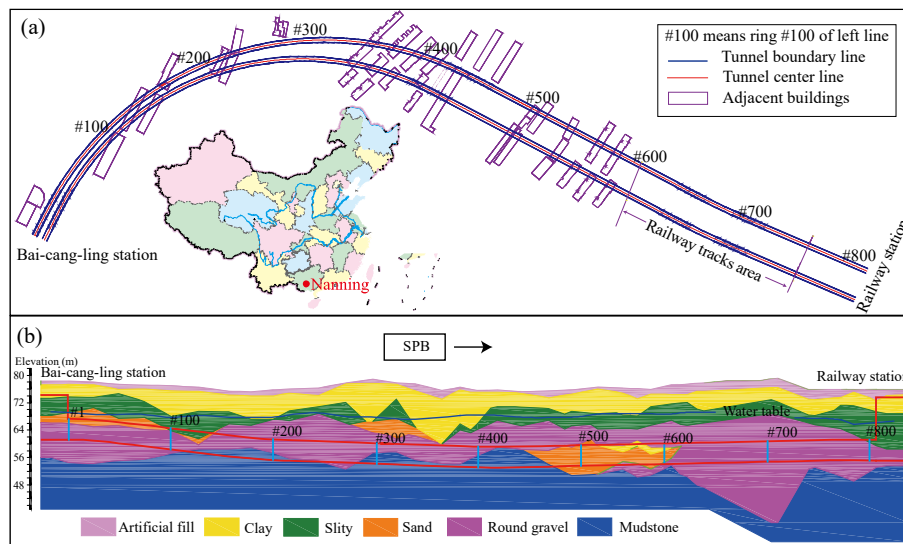 (a)
#300
#400
#200
#100
#500
#600
#700
#800
#100 means ring #100 of left line
Tunnel boundary line
Tunnel center line
Adjacent buildings
Bai-cang-ling station
Nanning
Railway tracks area
Railway station
(b)
SPB
Elevation (m)
Bai-cang-ling station
Railway station
80
72
64
56
48
#1
#100
#200
#300
#400
#500
#600
#700
#800
Water table
Artificial fill
Clay
Slity
Sand
Round gravel
Mudstone